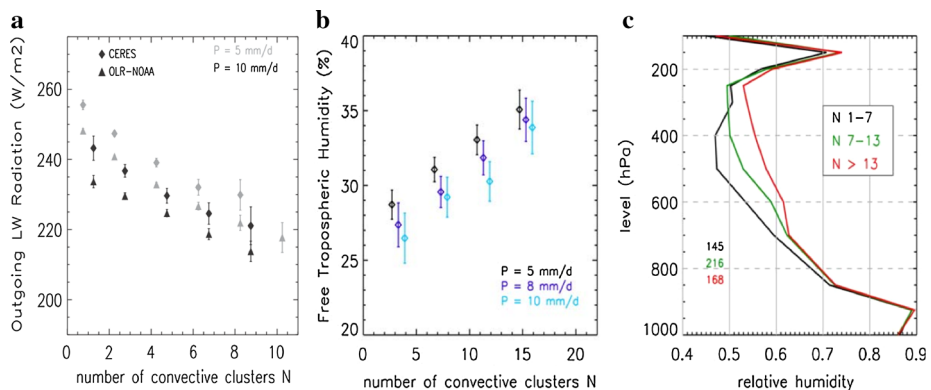 a
Outgoing LW Radiation (W/m2)
260
240
220
200
CERES
OLR-NOAA
P = 5 mm/d
P = 10 mm/d
0 2 4 6 8 10
number of convective clusters N
b
Free Tropospheric Humidity (%)
40
35
30
25
20
P = 5 mm/d
P = 8 mm/d
P = 10 mm/d
0 5 10 15 20
number of convective clusters N
c
level (hPa)
200
400
600
800
1000
N 1-7
N 7-13
N > 13
145
216
168
0.4 0.5 0.6 0.7 0.8 0.9
relative humidity